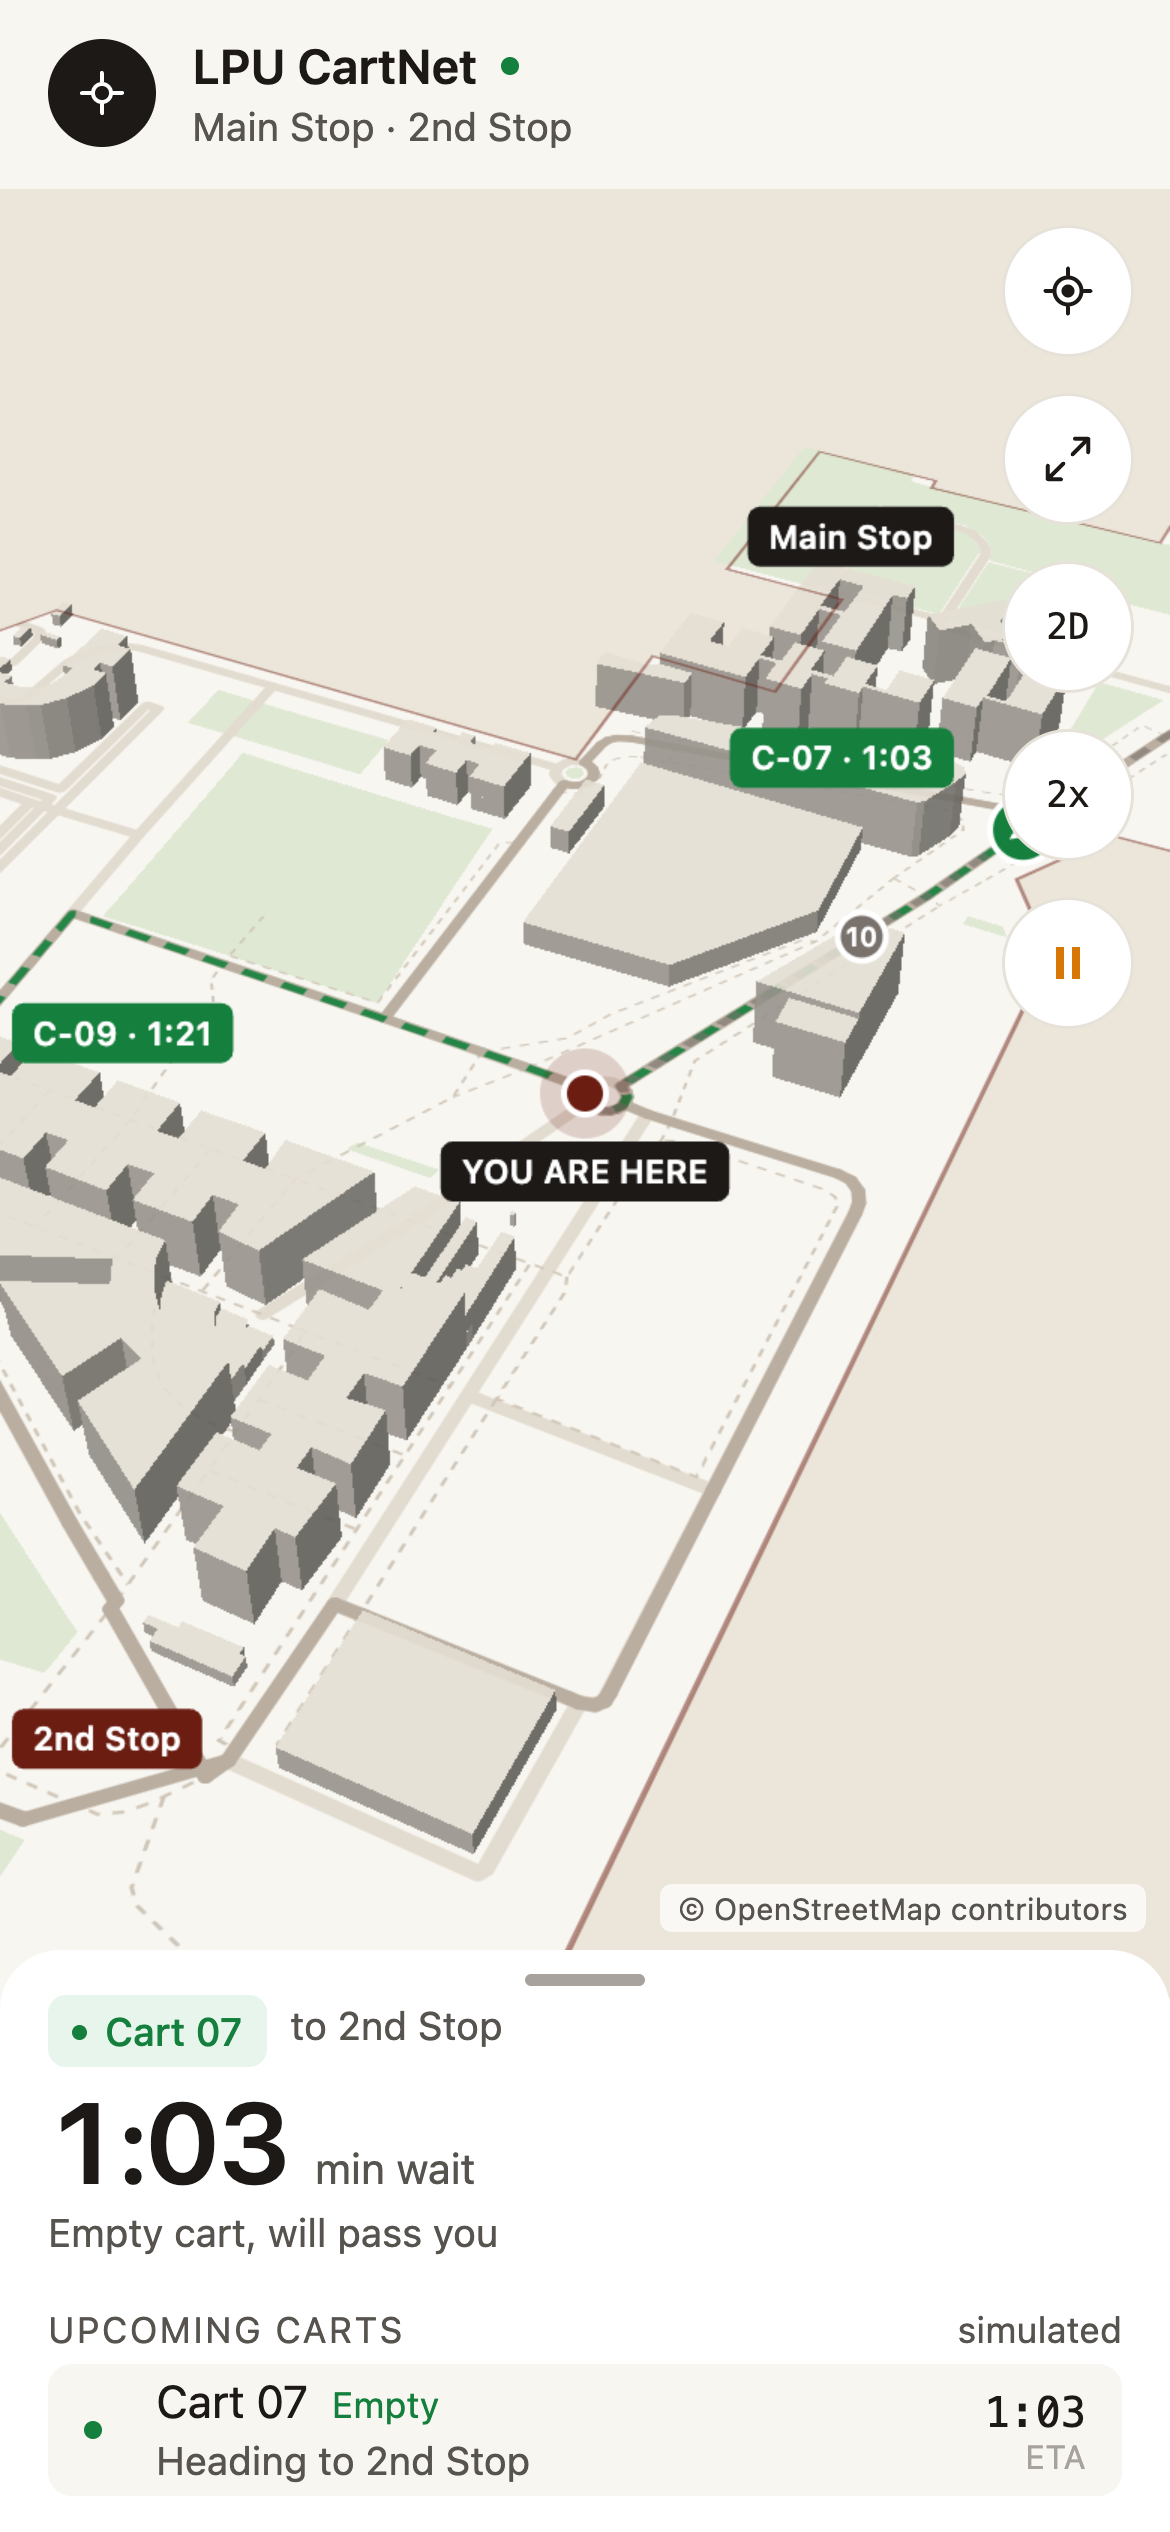 LPU CartNet
Main Stop · 2nd Stop
Main Stop
2D
C-07 · 1:03
2x
10
C-09 · 1:21
YOU ARE HERE
2nd Stop
© OpenStreetMap contributors
Cart 07 to 2nd Stop
1:03 min wait
Empty cart, will pass you
UPCOMING CARTS simulated
Cart 07 Empty 1:03
Heading to 2nd Stop ETA